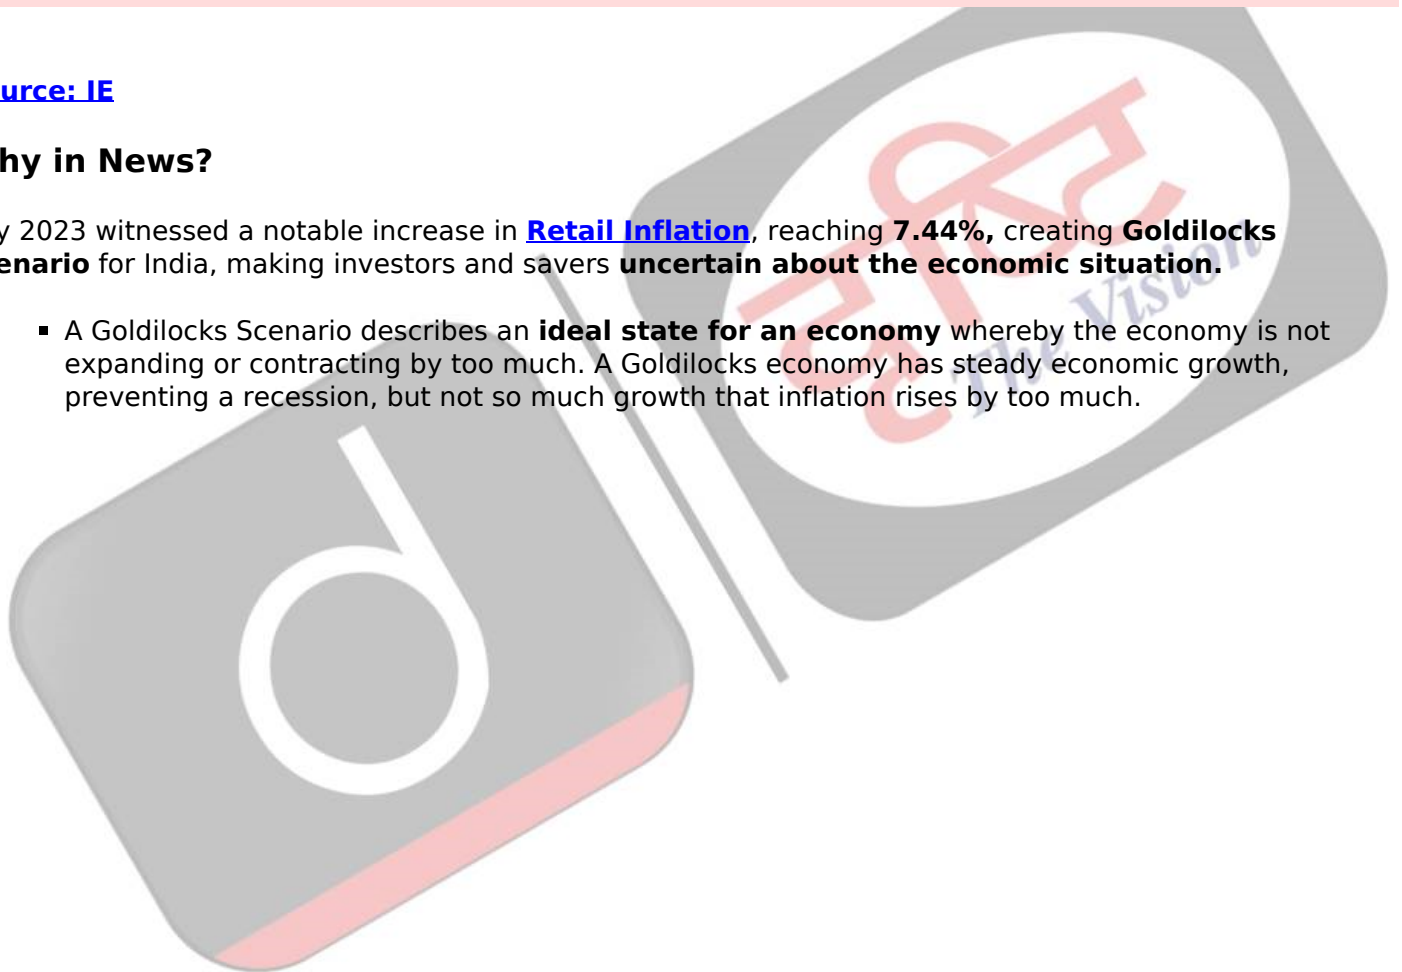 urce: IE
hy in News?
y 2023 witnessed a notable increase in Retail Inflation, reaching 7.44%, creating Goldilocks
enario for India, making investors and savers uncertain about the economic situation.
▪ A Goldilocks Scenario describes an ideal state for an economy whereby the economy is not
expanding or contracting by too much. A Goldilocks economy has steady economic growth,
preventing a recession, but not so much growth that inflation rises by too much.
दृष्टि
The Vision
d